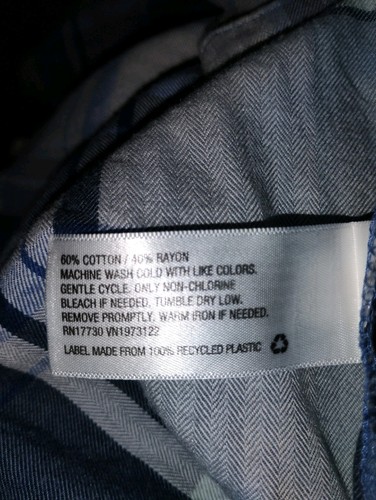 60% COTTON / 40% RAYON
MACHINE WASH COLD WITH LIKE COLORS.
GENTLE CYCLE. ONLY NON-CHLORINE
BLEACH IF NEEDED. TUMBLE DRY LOW.
REMOVE PROMPTLY. WARM IRON IF NEEDED.
RN17730 VN1973122
LABEL MADE FROM 100% RECYCLED PLASTIC